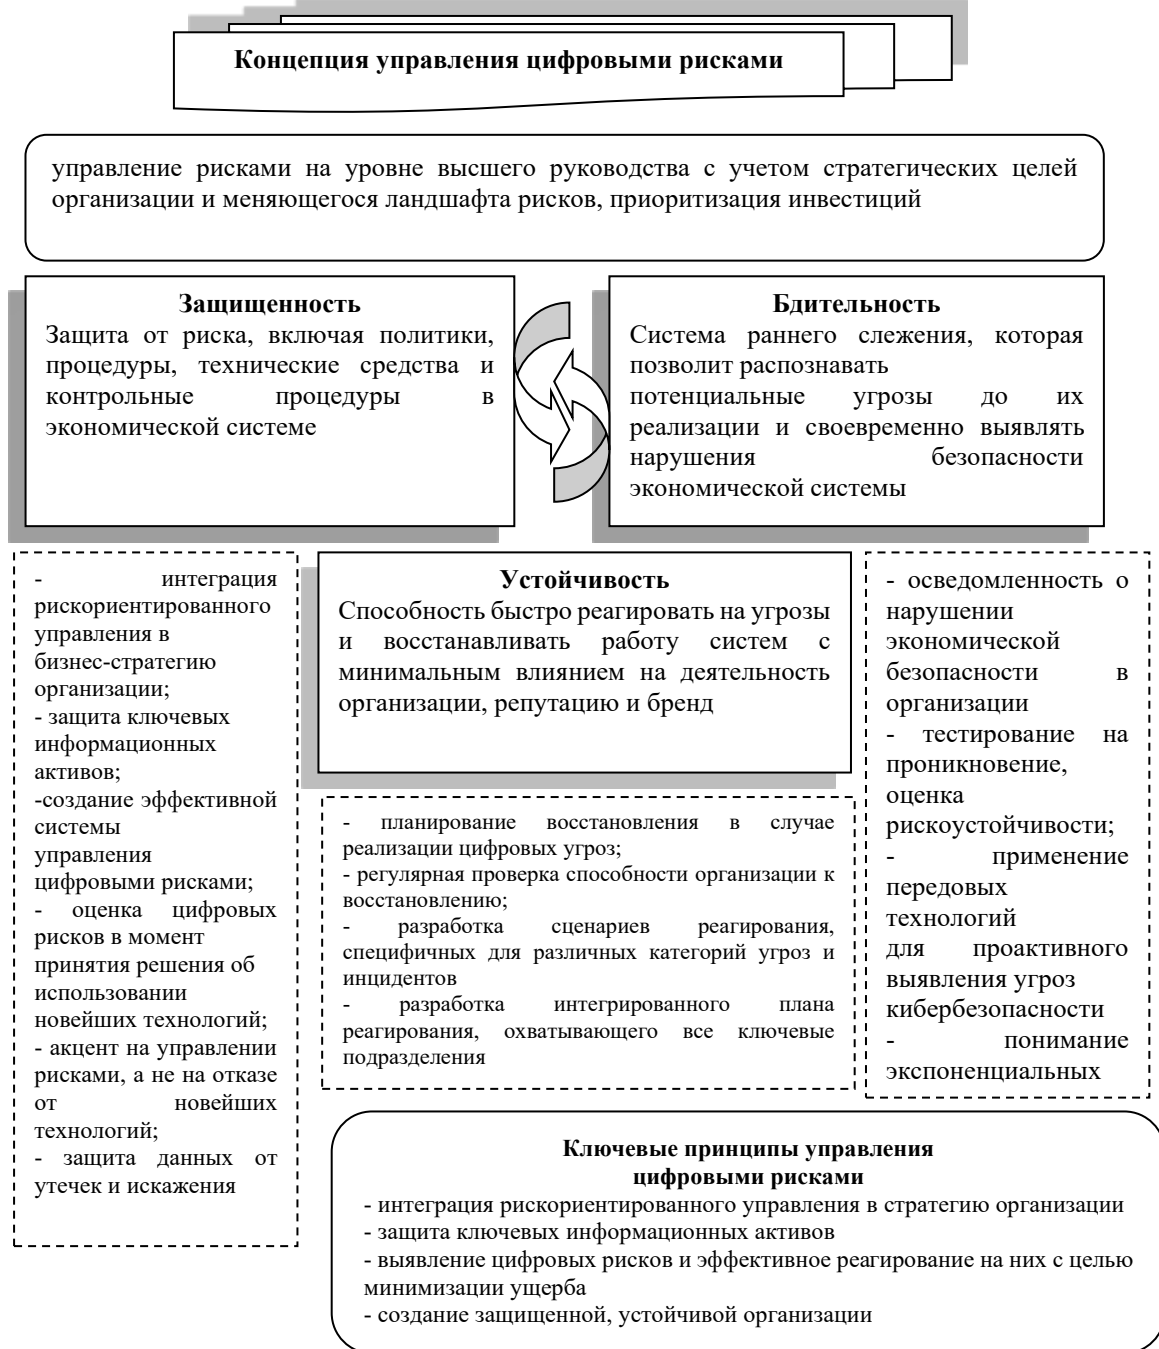 Концепция управления цифровыми рисками
управление рисками на уровне высшего руководства с учетом стратегических целей
организации и меняющегося ландшафта рисков, приоритизация инвестиций
Защищенность
Защита от риска, включая политики,
процедуры, технические средства и
контрольные процедуры в
экономической системе
Бдительность
Система раннего слежения, которая
позволит распознавать
потенциальные угрозы до их
реализации и своевременно выявлять
нарушения безопасности
экономической системы
- интеграция
рискориентированного
управления в
бизнес-стратегию
организации;
- защита ключевых
информационных
активов;
-создание эффективной
системы
управления
цифровыми рисками;
- оценка цифровых
рисков в момент
принятия решения об
использовании
новейших технологий;
- акцент на управлении
рисками, а не на отказе
от новейших
технологий;
- защита данных от
утечек и искажения
Устойчивость
Способность быстро реагировать на угрозы
и восстанавливать работу систем с
минимальным влиянием на деятельность
организации, репутацию и бренд
- планирование восстановления в случае
реализации цифровых угроз;
- регулярная проверка способности организации к
восстановлению;
- разработка сценариев реагирования,
специфичных для различных категорий угроз и
инцидентов
- разработка интегрированного плана
реагирования, охватывающего все ключевые
подразделения
- осведомленность о
нарушении
экономической
безопасности в
организации
- тестирование на
проникновение,
оценка
рискоустойчивости;
- применение
передовых
технологий
для проактивного
выявления угроз
кибербезопасности
- понимание
экспоненциальных
Ключевые принципы управления
цифровыми рисками
- интеграция рискориентированного управления в стратегию организации
- защита ключевых информационных активов
- выявление цифровых рисков и эффективное реагирование на них с целью
минимизации ущерба
- создание защищенной, устойчивой организации